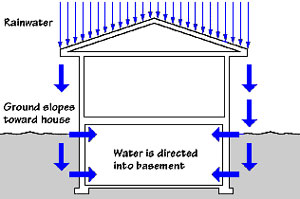 Rainwater
Ground slopes
toward house
Water is directed
into basement